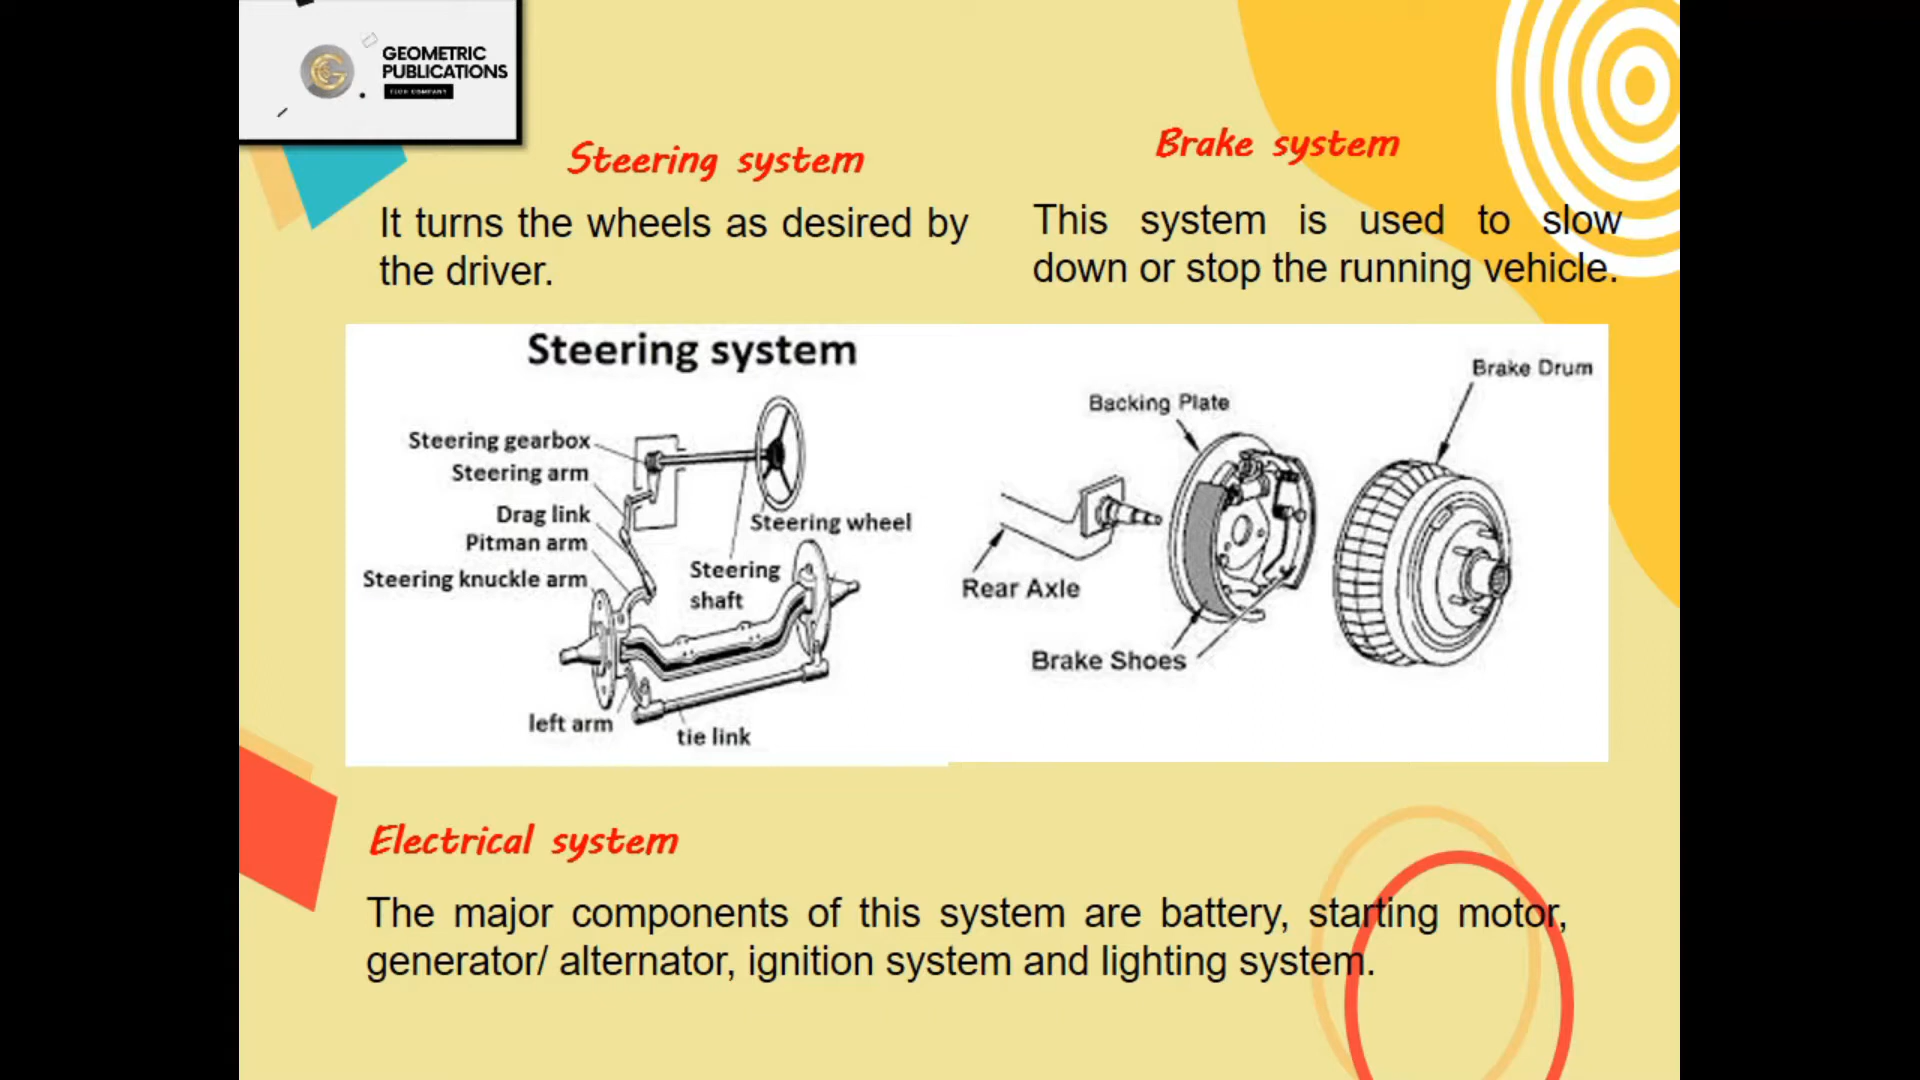 GEOMETRIC
PUBLICATIONS
TECH COMPANY
Steering system
It turns the wheels as desired by
the driver.
Brake system
This system is used to slow
down or stop the running vehicle.
Steering system
Steering gearbox
Steering arm
Drag link
Pitman arm
Steering knuckle arm
Steering wheel
Steering
shaft
left arm
tie link
Brake Drum
Backing Plate
Rear Axle
Brake Shoes
Electrical system
The major components of this system are battery, starting motor,
generator/ alternator, ignition system and lighting system.